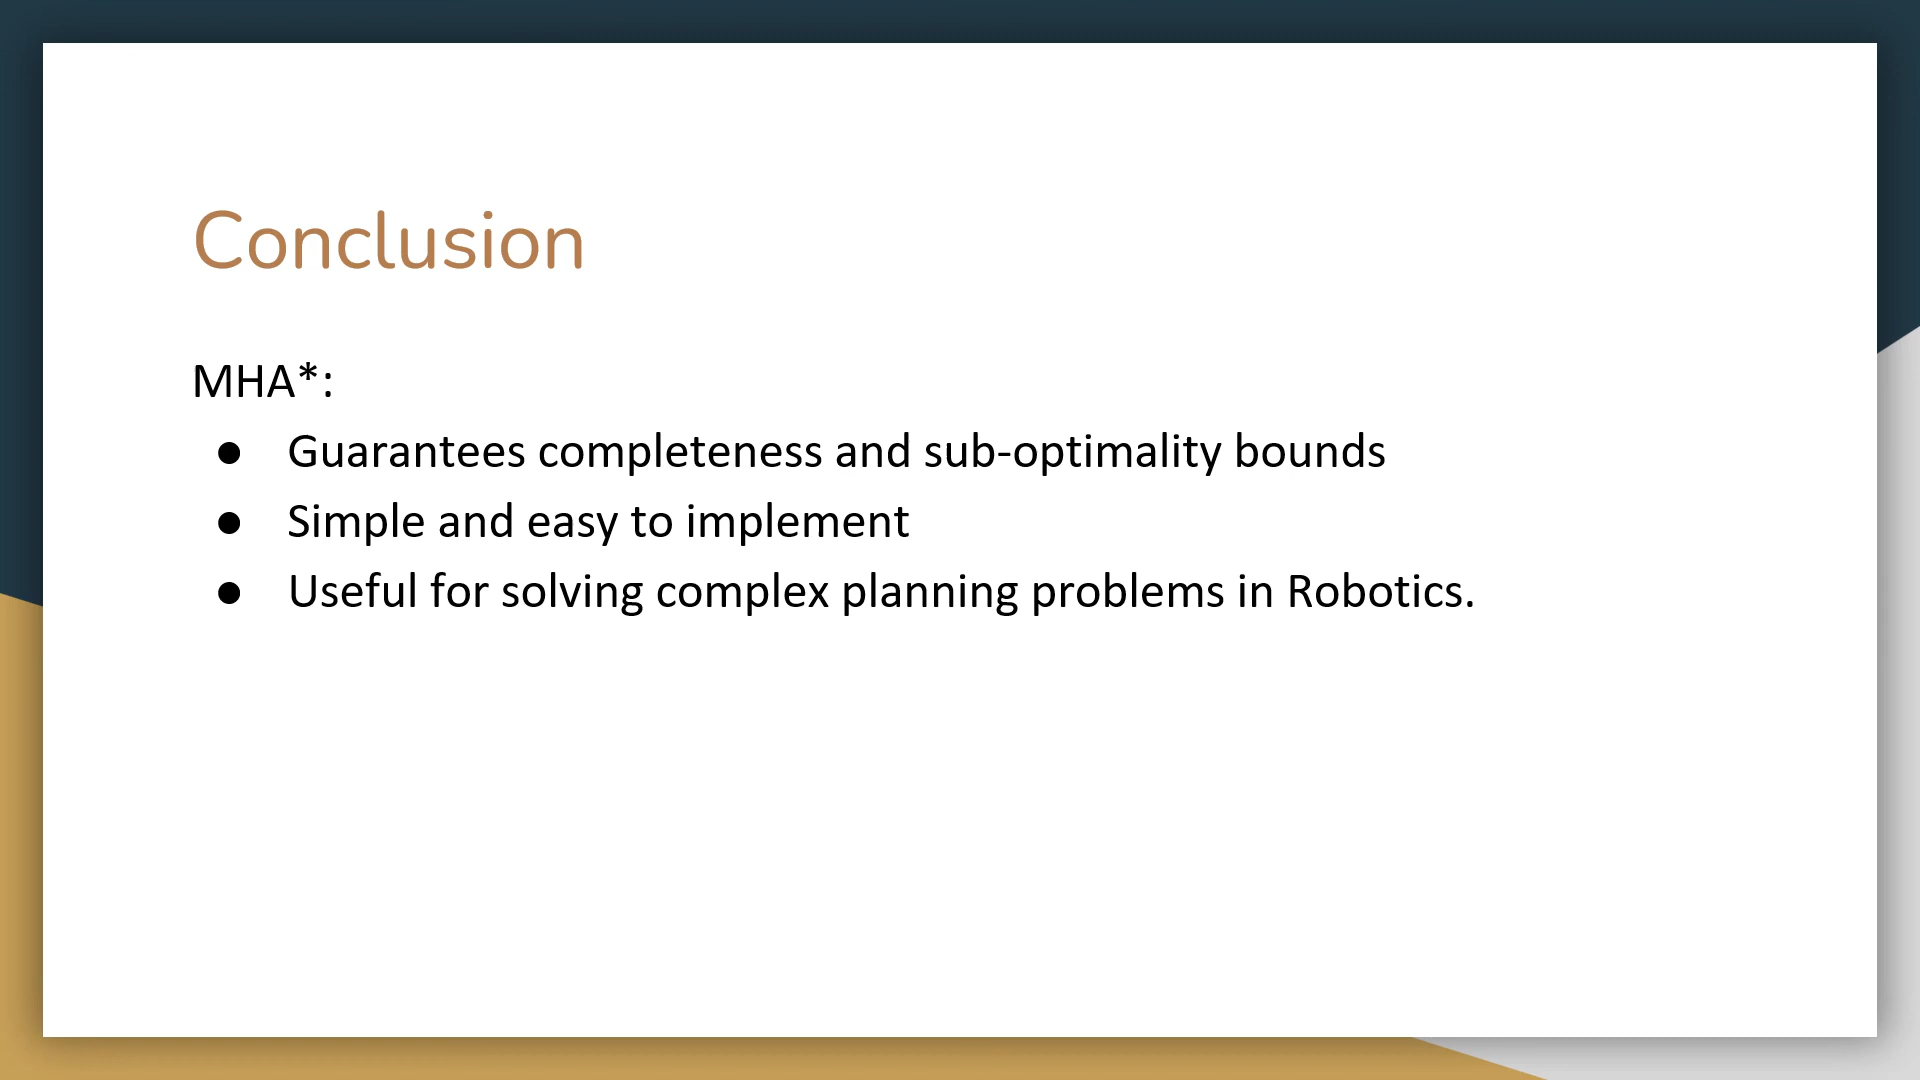 Conclusion
MHA*:
● Guarantees completeness and sub-optimality bounds
● Simple and easy to implement
● Useful for solving complex planning problems in Robotics.